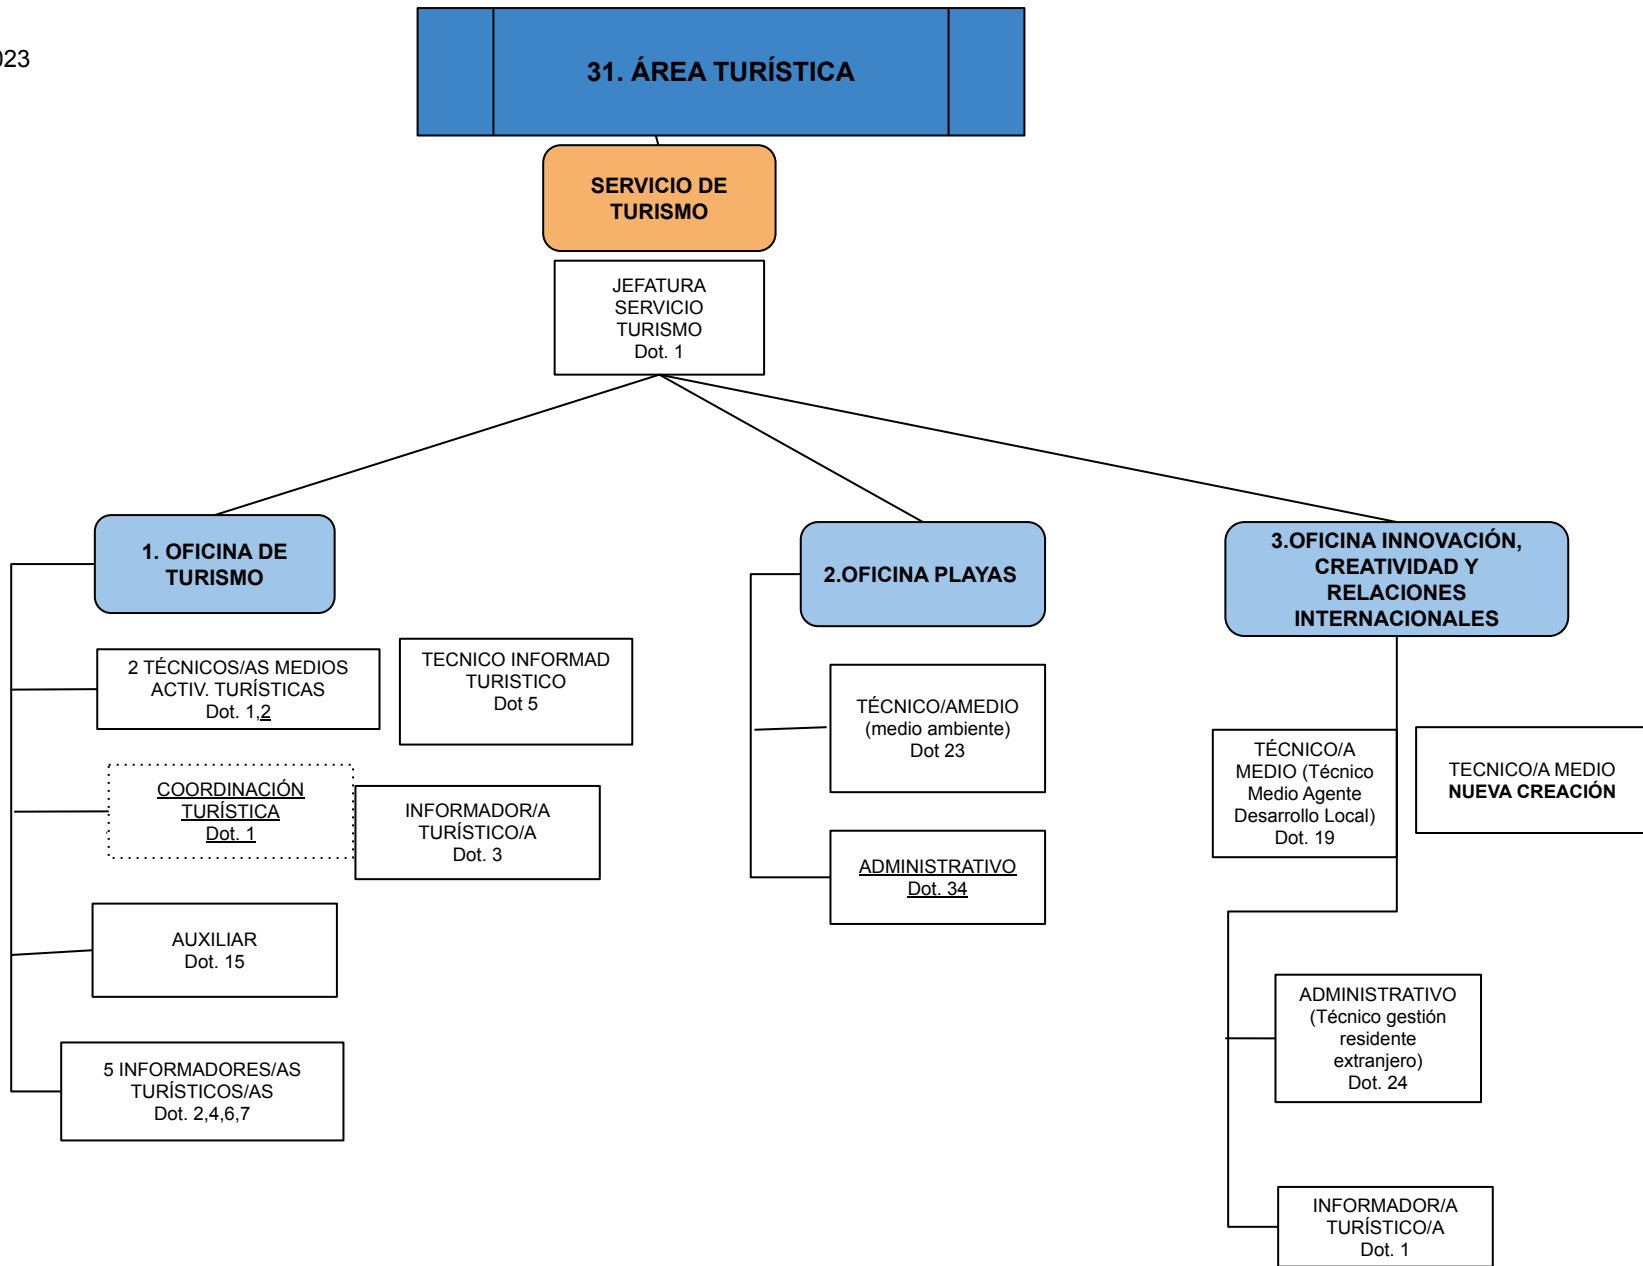 023
31. ÁREA TURÍSTICA
SERVICIO DE
TURISMO
JEFATURA
SERVICIO
TURISMO
Dot. 1
1. OFICINA DE
TURISMO
2 TÉCNICOS/AS MEDIOS
ACTIV. TURÍSTICAS
Dot. 1,2
TECNICO INFORMAD
TURISTICO
Dot 5
COORDINACIÓN
TURÍSTICA
Dot. 1
INFORMADOR/A
TURÍSTICO/A
Dot. 3
AUXILIAR
Dot. 15
5 INFORMADORES/AS
TURÍSTICOS/AS
Dot. 2,4,6,7
2.OFICINA PLAYAS
TÉCNICO/AMEDIO
(medio ambiente)
Dot 23
ADMINISTRATIVO
Dot. 34
3.OFICINA INNOVACIÓN,
CREATIVIDAD Y
RELACIONES
INTERNACIONALES
TÉCNICO/A
MEDIO (Técnico
Medio Agente
Desarrollo Local)
Dot. 19
TECNICO/A MEDIO
NUEVA CREACIÓN
ADMINISTRATIVO
(Técnico gestión
residente
extranjero)
Dot. 24
INFORMADOR/A
TURÍSTICO/A
Dot. 1